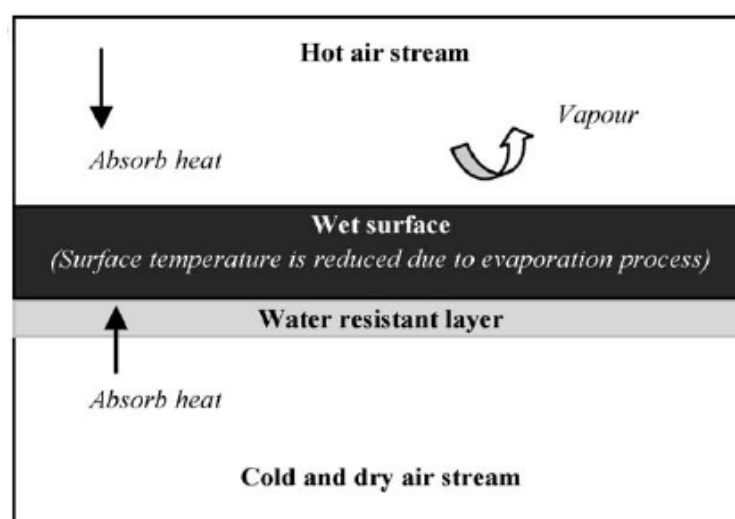 Hot air stream
Vapour
Absorb heat
Wet surface
(Surface temperature is reduced due to evaporation process)
Water resistant layer
Absorb heat
Cold and dry air stream